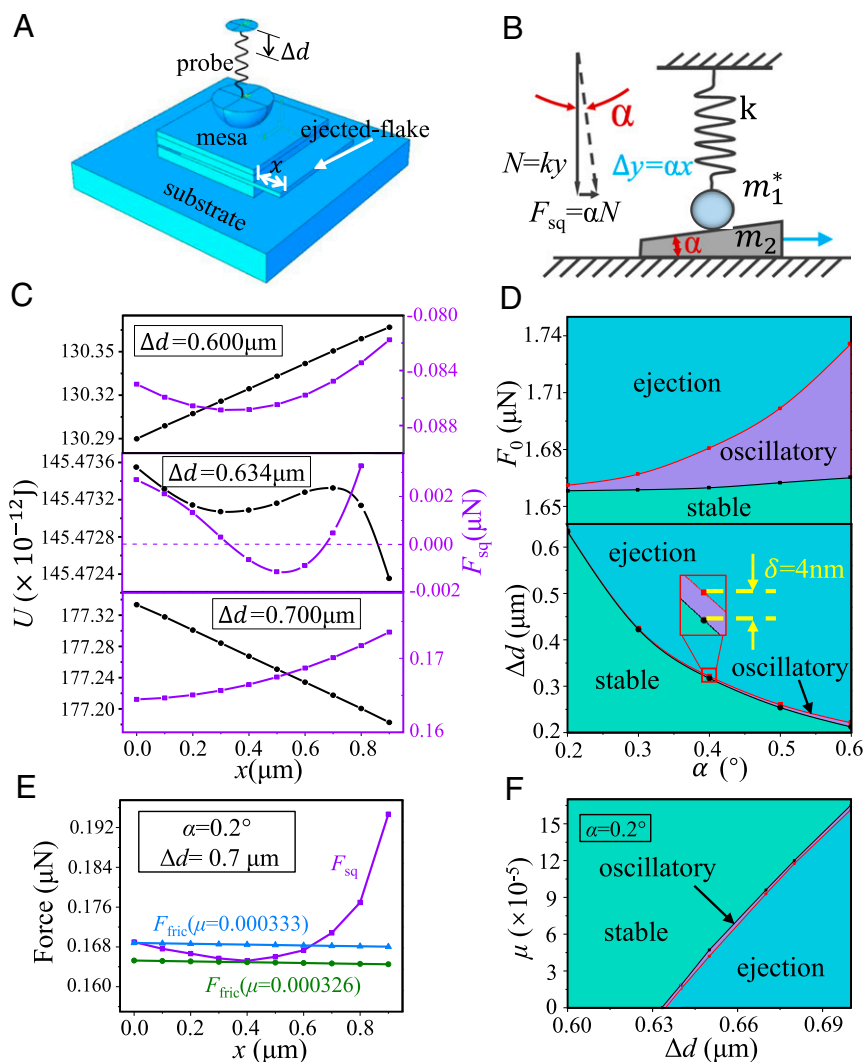 A
probe
Δd
mesa
ejected-flake
x
substrate
B
α
k
N=ky
Δy=αx
m₁*
F_sq=αN
α
m₂
C
U (× 10⁻¹²J)
130.35
130.32
130.29
Δd=0.600μm
-0.080
-0.084
-0.088
145.4736
145.4732
145.4728
145.4724
Δd=0.634μm
0.002
0.000
-0.002
F_sq(μN)
177.32
177.28
177.24
177.20
Δd=0.700μm
0.17
0.16
0.0 0.2 0.4 0.6 0.8
x(μm)
D
F₀ (μN)
1.74
1.71
1.68
1.65
ejection
oscillatory
stable
Δd (μm)
0.6
0.5
0.4
0.3
0.2
ejection
δ=4nm
stable
oscillatory
0.2 0.3 0.4 0.5 0.6
α (°)
E
Force (μN)
0.192
0.184
0.176
0.168
0.160
α=0.2°
Δd= 0.7 μm
F_sq
F_fric(μ=0.000333)
F_fric(μ=0.000326)
0.0 0.2 0.4 0.6 0.8
x (μm)
F
μ (× 10⁻⁵)
15
12
9
6
3
0
α=0.2°
oscillatory
stable
ejection
0.60 0.63 0.66 0.69
Δd (μm)